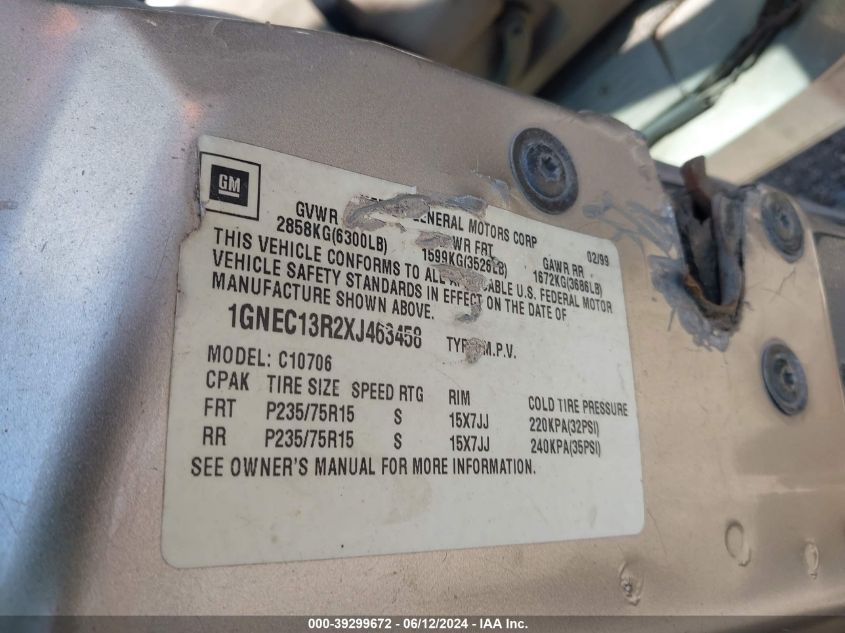 GM
GENERAL MOTORS CORP
02/99
GVWR WR FRT GAWR RR
2858KG(6300LB) 1599KG(3526LB) 1672KG(3686LB)
THIS VEHICLE CONFORMS TO ALL U.S. FEDERAL MOTOR
VEHICLE SAFETY STANDARDS IN EFFECT ON THE DATE OF
MANUFACTURE SHOWN ABOVE.
1GNEC13R2XJ463458 TYP M.P.V.
MODEL: C10706
CPAK TIRE SIZE SPEED RTG RIM COLD TIRE PRESSURE
FRT P235/75R15 S 15X7JJ 220KPA(32PSI)
RR P235/75R15 S 15X7JJ 240KPA(35PSI)
SEE OWNER'S MANUAL FOR MORE INFORMATION.
000-39299672 - 06/12/2024 - IAA Inc.